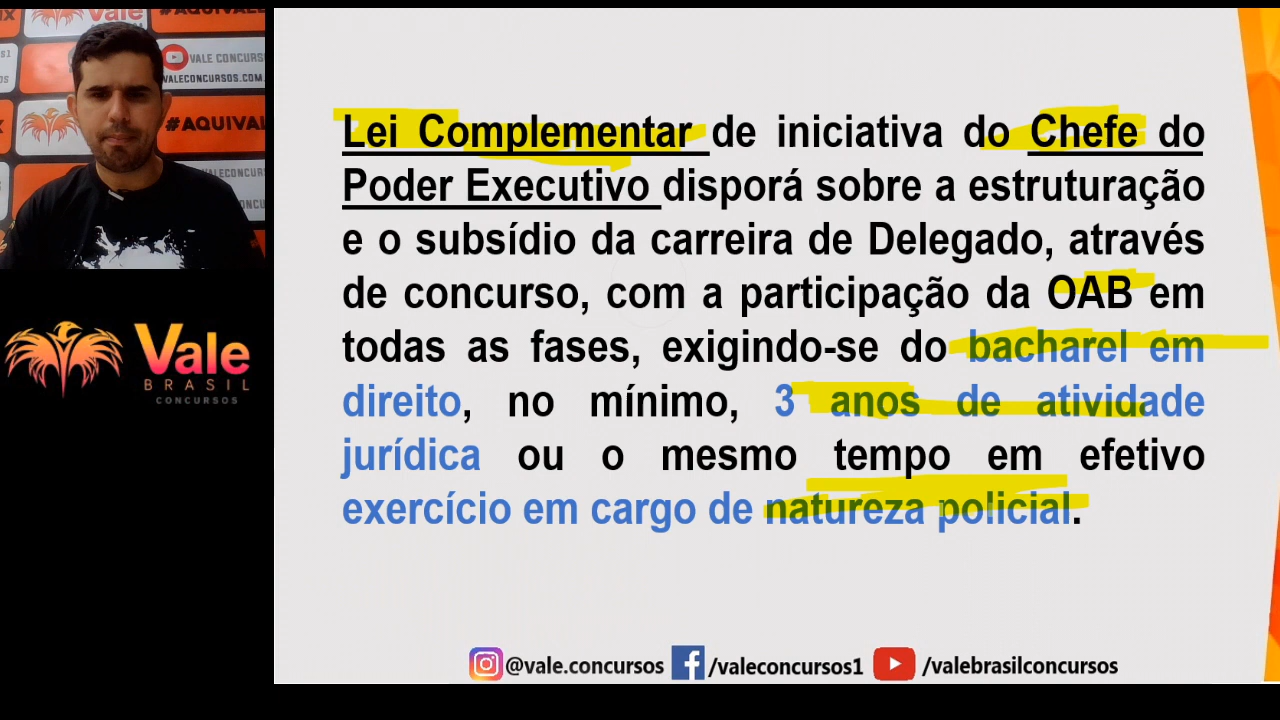 VALE CONCURS
VALECONCURSOS.COM
#AQUIVAL
Vale
BRASIL
CONCURSOS
Lei Complementar de iniciativa do Chefe do
Poder Executivo disporá sobre a estruturação
e o subsídio da carreira de Delegado, através
de concurso, com a participação da OAB em
todas as fases, exigindo-se do bacharel em
direito, no mínimo, 3 anos de atividade
jurídica ou o mesmo tempo em efetivo
exercício em cargo de natureza policial.
@vale.concursos /valeconcursos1 /valebrasilconcursos